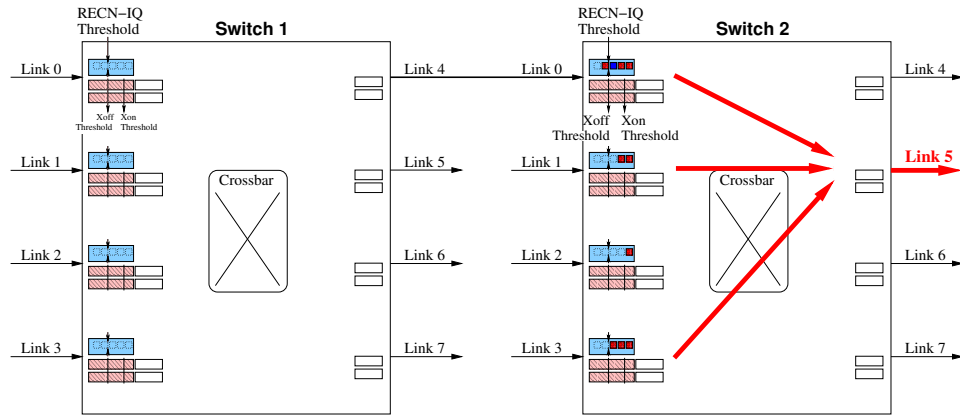 RECN−IQ
Threshold
Switch 1
Link 0
Link 4
Xoff
Threshold
Xon
Threshold
Link 1
Link 5
Crossbar
Link 2
Link 6
Link 3
Link 7
RECN−IQ
Threshold
Switch 2
Link 0
Link 4
Xoff
Threshold
Xon
Threshold
Link 1
Link 5
Crossbar
Link 2
Link 6
Link 3
Link 7